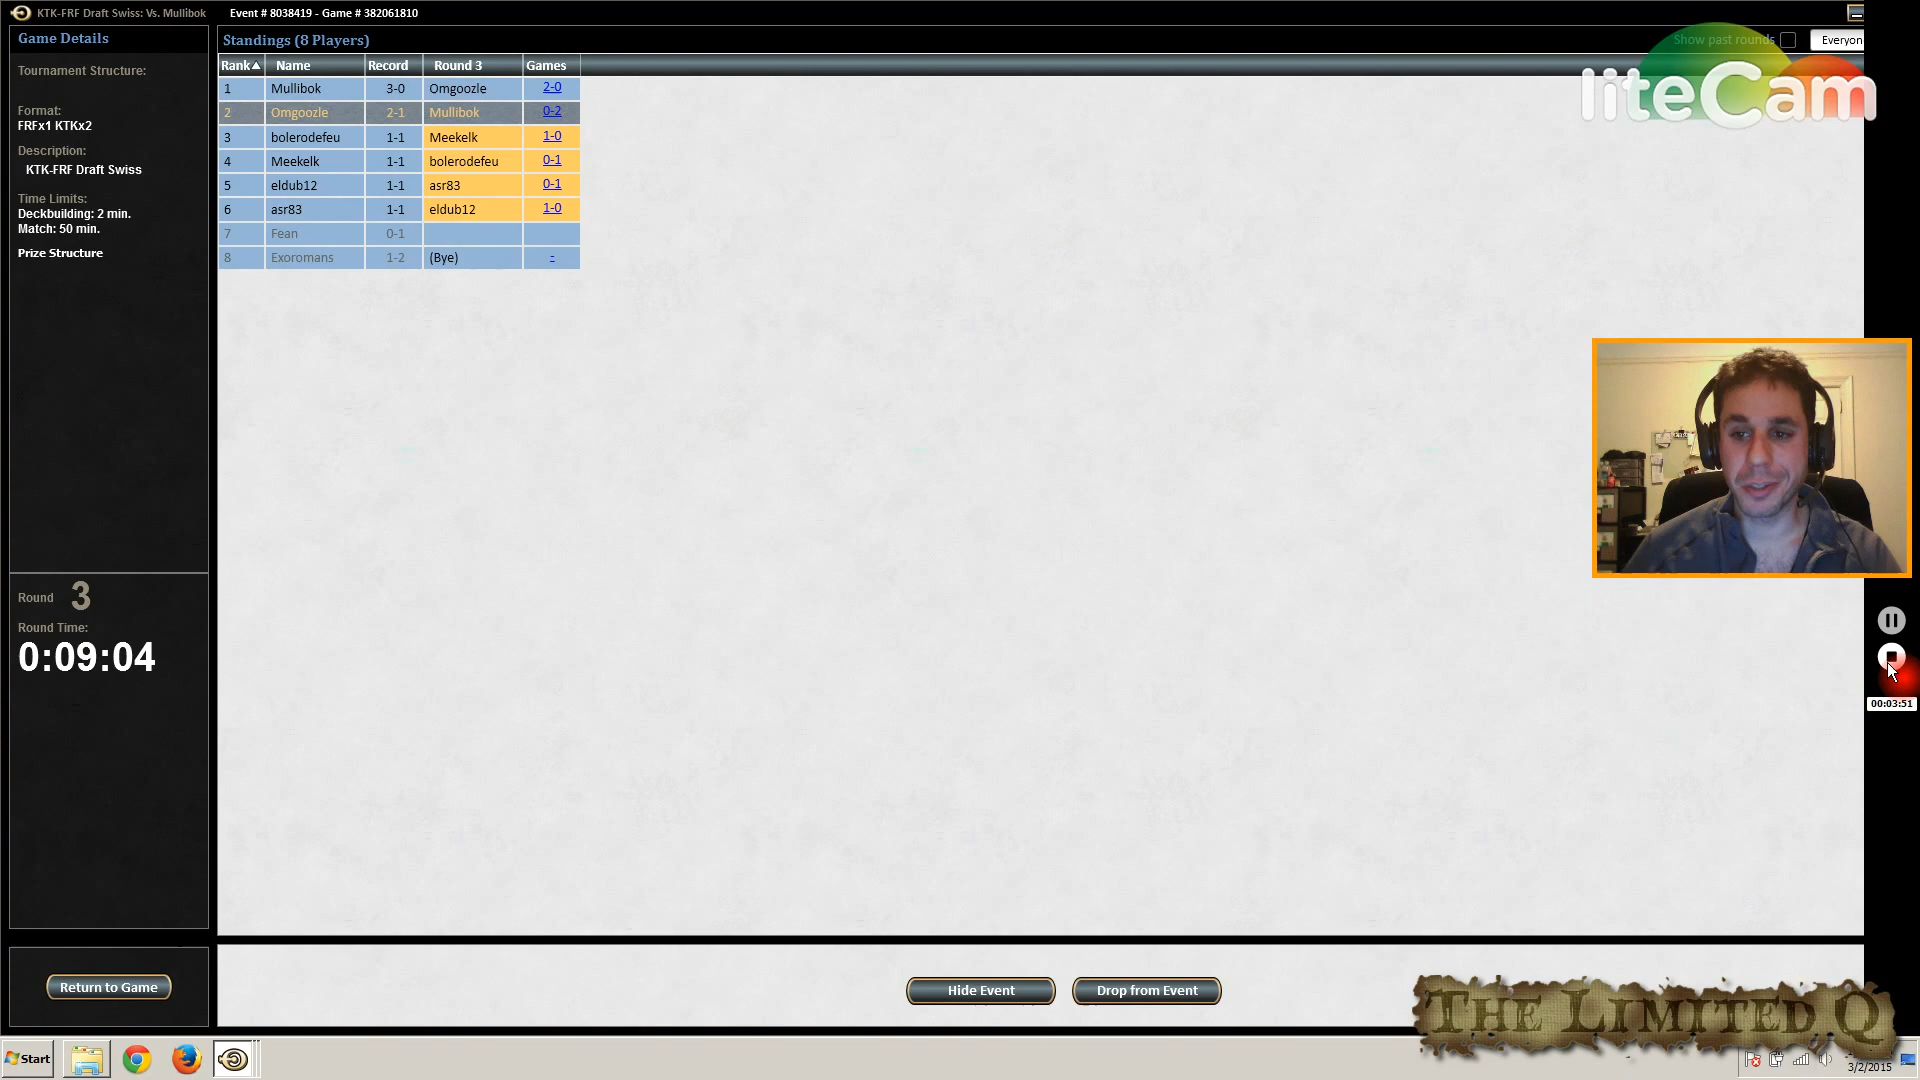 KTK-FRF Draft Swiss: Vs. Mullibok
Event # 8038419 - Game # 382061810
Game Details
Tournament Structure:
Format:
FRFx1 KTKx2
Description:
KTK-FRF Draft Swiss
Time Limits:
Deckbuilding: 2 min.
Match: 50 min.
Prize Structure
Round 3
Round Time:
0:09:04
Return to Game
Standings (8 Players)
Show past rounds
Everyon
Rank Name Record Round 3 Games
1 Mullibok 3-0 Omgoozle 2-0
2 Omgoozle 2-1 Mullibok 0-2
3 bolerodefeu 1-1 Meekelk 1-0
4 Meekelk 1-1 bolerodefeu 0-1
5 eldub12 1-1 asr83 0-1
6 asr83 1-1 eldub12 1-0
7 Fean 0-1
8 Exoromans 1-2 (Bye) -
liteCam
00:03:51
Hide Event
Drop from Event
The Limited Q
Start
3/2/2015